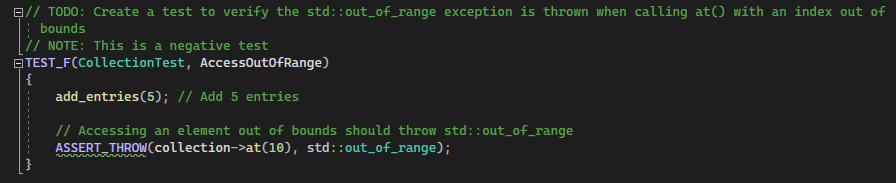 // TODO: Create a test to verify the std::out_of_range exception is thrown when calling at() with an index out of
bounds
// NOTE: This is a negative test
TEST_F(CollectionTest, AccessOutOfRange)
{
add_entries(5); // Add 5 entries
// Accessing an element out of bounds should throw std::out_of_range
ASSERT_THROW(collection->at(10), std::out_of_range);
}